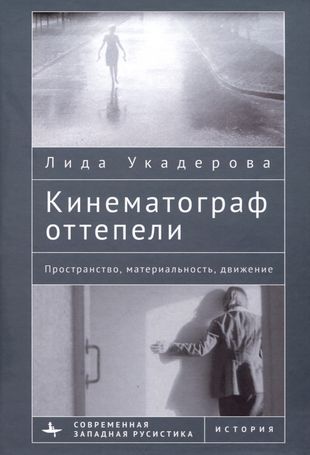 Лида Укадерова
Кинематограф
оттепели
Пространство, материальность, движение
СОВРЕМЕННАЯ
ЗАПАДНАЯ РУСИСТИКА
ИСТОРИЯ